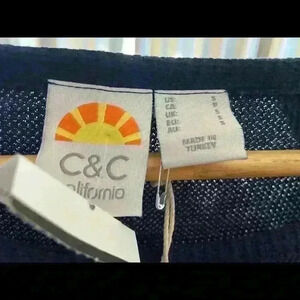 C&C
California
US: S
CA: S
UK: S
EU: S
AU: S
MADE IN
TURKEY